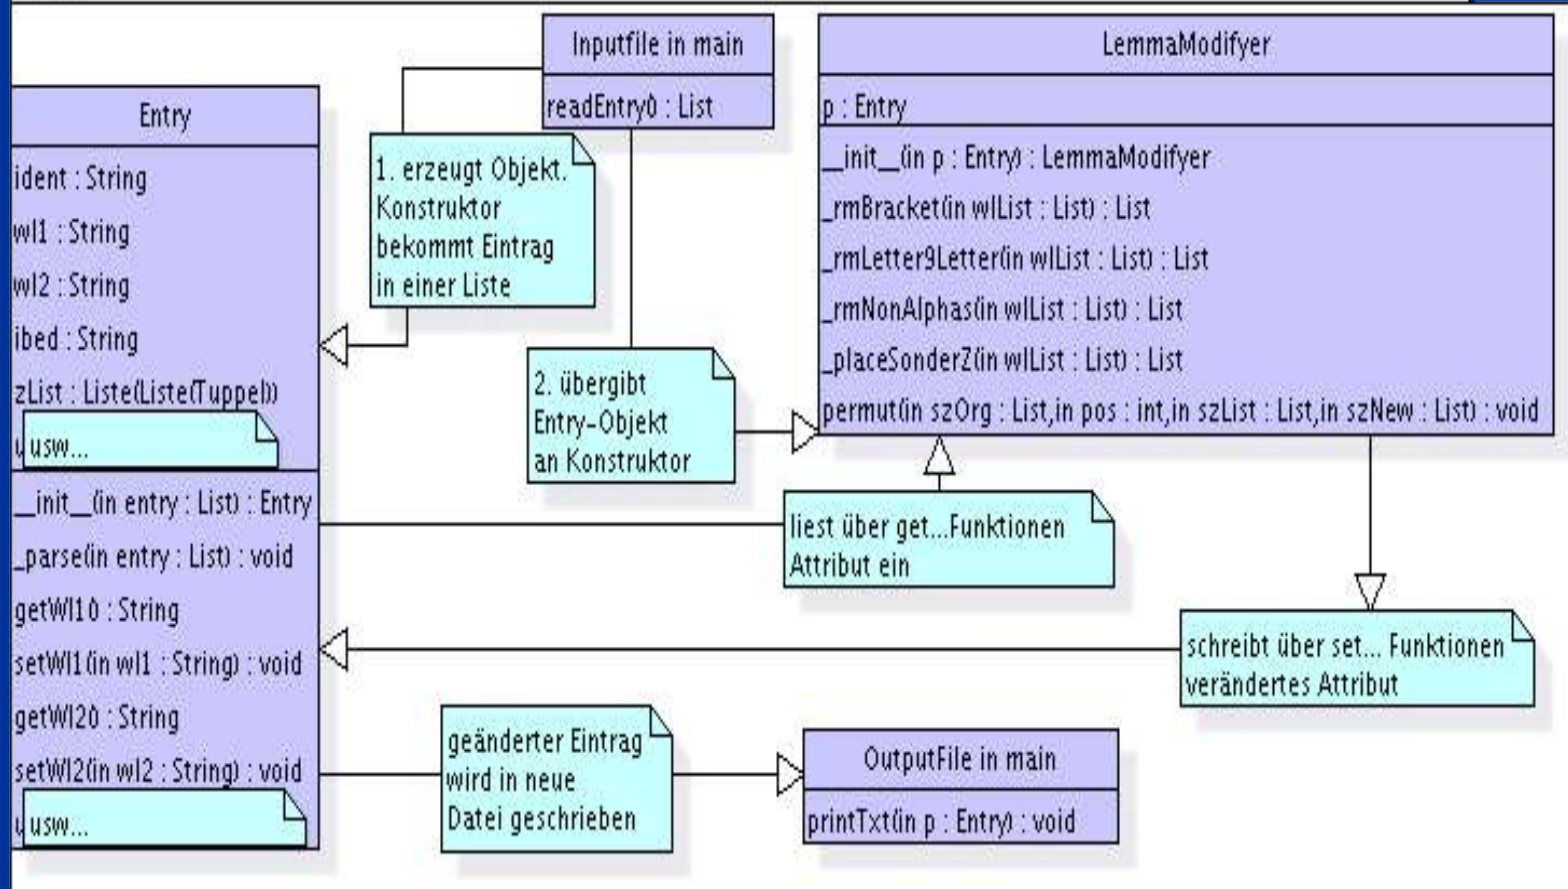 Inputfile in main
readEntry() : List
LemmaModifyer
p : Entry
__init__(in p : Entry) : LemmaModifyer
_rmBracket(in wlList : List) : List
_rmLetter9Letter(in wlList : List) : List
_rmNonAlphas(in wlList : List) : List
_placeSonderZ(in wlList : List) : List
permut(in szOrg : List,in pos : int,in szList : List,in szNew : List) : void
Entry
ident : String
wl1 : String
wl2 : String
ibed : String
zList : Liste(Liste(Tuppel))
usw...
__init__(in entry : List) : Entry
_parse(in entry : List) : void
getWl1() : String
setWl1(in wl1 : String) : void
getWl2() : String
setWl2(in wl2 : String) : void
usw...
1. erzeugt Objekt.
Konstruktor
bekommt Eintrag
in einer Liste
2. übergibt
Entry-Objekt
an Konstruktor
liest über get...Funktionen
Attribut ein
schreibt über set... Funktionen
verändertes Attribut
geänderter Eintrag
wird in neue
Datei geschrieben
OutputFile in main
printTxt(in p : Entry) : void